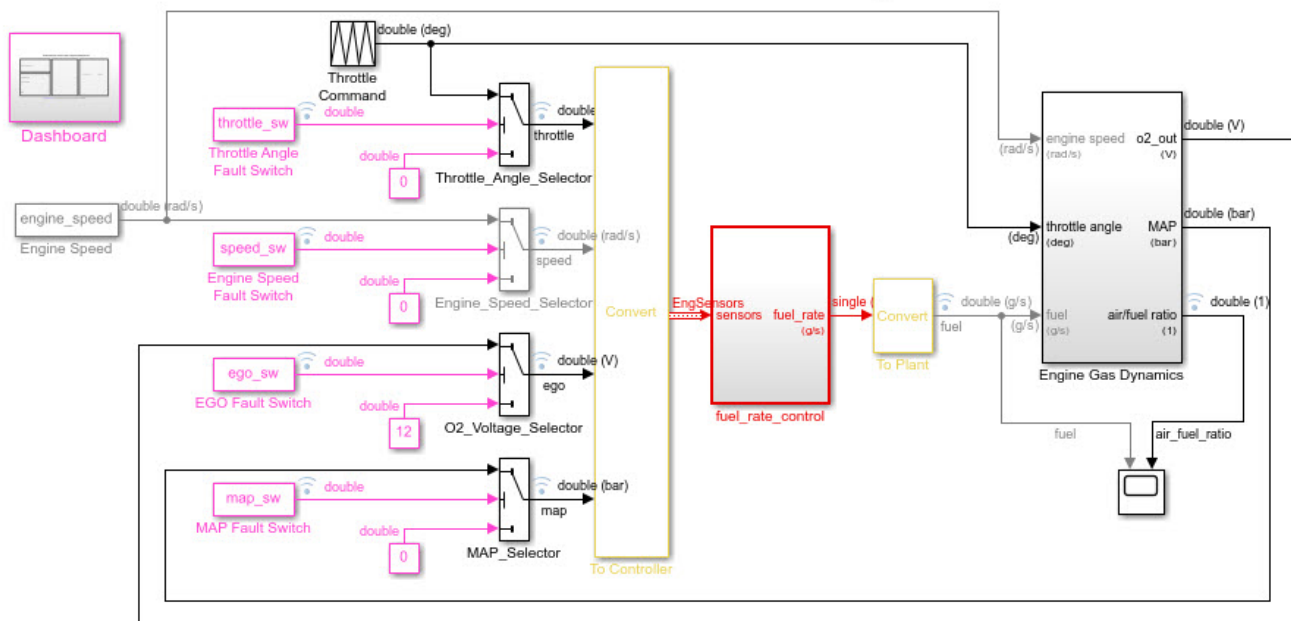 Dashboard
double (deg)
Throttle
Command
throttle_sw
double
Throttle Angle
Fault Switch
double
0
double
throttle
Throttle_Angle_Selector
engine_speed
double (rad/s)
Engine Speed
speed_sw
double
Engine Speed
Fault Switch
double
0
double (rad/s)
speed
Engine_Speed_Selector
ego_sw
double
EGO Fault Switch
double
12
double (V)
ego
O2_Voltage_Selector
map_sw
double
MAP Fault Switch
double
0
double (bar)
map
MAP_Selector
Convert
To Controller
EngSensors
sensors
fuel_rate
(g/s)
fuel_rate_control
single (
Convert
To Plant
double (g/s)
fuel
(g/s)
(rad/s)
engine speed
(rad/s)
o2_out
(V)
double (V)
(deg)
throttle angle
(deg)
MAP
(bar)
double (bar)
fuel
(g/s)
air/fuel ratio
(1)
double (1)
Engine Gas Dynamics
fuel
air_fuel_ratio